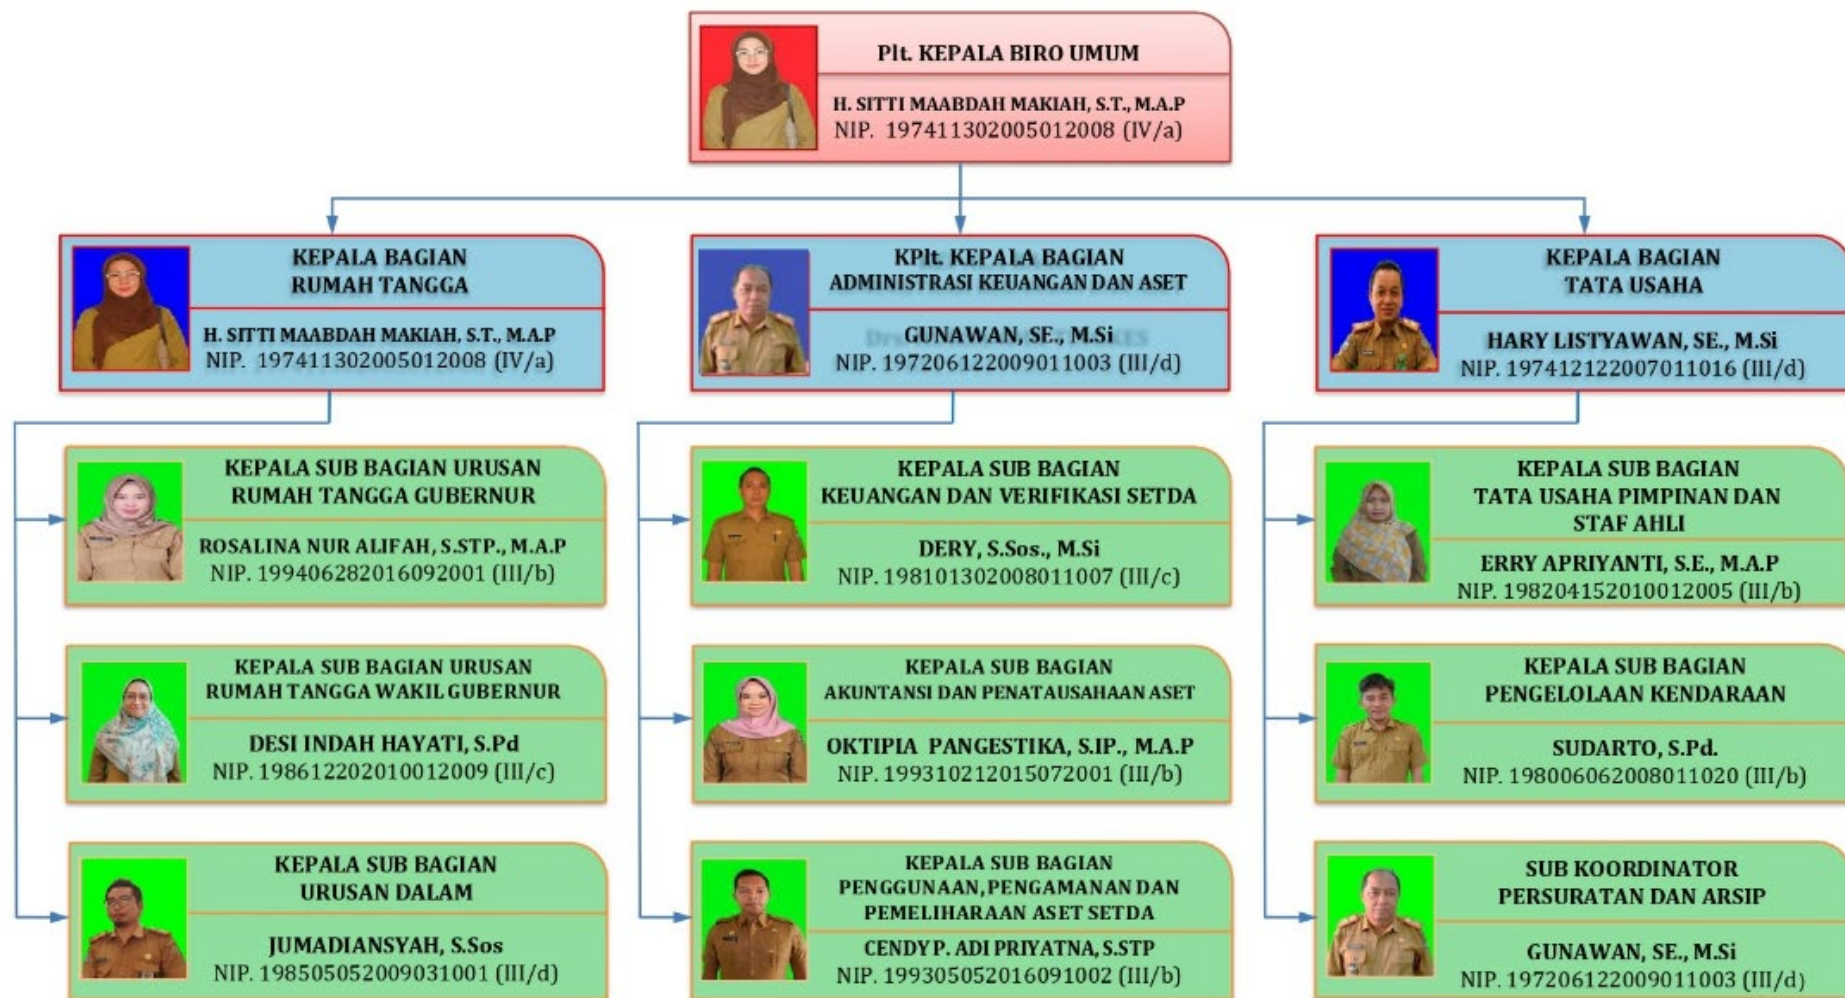 Plt. KEPALA BIRO UMUM
H. SITTI MAABDAH MAKIAH, S.T., M.A.P
NIP. 197411302005012008 (IV/a)
KEPALA BAGIAN
RUMAH TANGGA
H. SITTI MAABDAH MAKIAH, S.T., M.A.P
NIP. 197411302005012008 (IV/a)
KPlt. KEPALA BAGIAN
ADMINISTRASI KEUANGAN DAN ASET
GUNAWAN, SE., M.Si
NIP. 197206122009011003 (III/d)
KEPALA BAGIAN
TATA USAHA
HARY LISTYAWAN, SE., M.Si
NIP. 197412122007011016 (III/d)
KEPALA SUB BAGIAN URUSAN
RUMAH TANGGA GUBERNUR
ROSALINA NUR ALIFAH, S.STP., M.A.P
NIP. 199406282016092001 (III/b)
KEPALA SUB BAGIAN
KEUANGAN DAN VERIFIKASI SETDA
DERY, S.Sos., M.Si
NIP. 198101302008011007 (III/c)
KEPALA SUB BAGIAN
TATA USAHA PIMPINAN DAN
STAF AHLI
ERRY APRIYANTI, S.E., M.A.P
NIP. 198204152010012005 (III/b)
KEPALA SUB BAGIAN URUSAN
RUMAH TANGGA WAKIL GUBERNUR
DESI INDAH HAYATI, S.Pd
NIP. 198612202010012009 (III/c)
KEPALA SUB BAGIAN
AKUNTANSI DAN PENATAUSAHAAN ASET
OKTIPIA PANGESTIKA, S.IP., M.A.P
NIP. 199310212015072001 (III/b)
KEPALA SUB BAGIAN
PENGELOLAAN KENDARAAN
SUDARTO, S.Pd.
NIP. 198006062008011020 (III/b)
KEPALA SUB BAGIAN
URUSAN DALAM
JUMADIANSYAH, S.Sos
NIP. 198505052009031001 (III/d)
KEPALA SUB BAGIAN
PENGGUNAAN, PENGAMANAN DAN
PEMELIHARAAN ASET SETDA
CENDY P. ADI PRIYATNA, S.STP
NIP. 199305052016091002 (III/b)
SUB KOORDINATOR
PERSURATAN DAN ARSIP
GUNAWAN, SE., M.Si
NIP. 197206122009011003 (III/d)